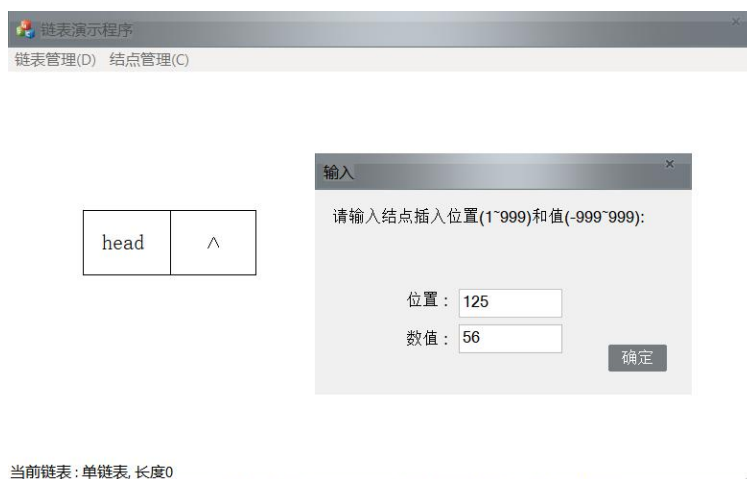 链表演示程序
链表管理(D) 结点管理(C)
输入
请输入结点插入位置(1~999)和值(-999~999):
head ∧
位置: 125
数值: 56
确定
当前链表: 单链表, 长度0